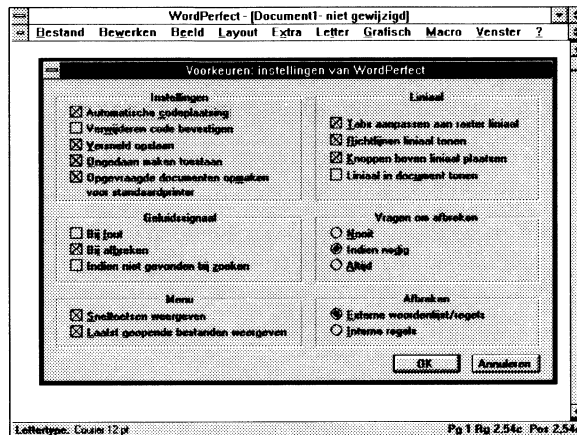 WordPerfect - [Document1- niet gewijzigd]
Bestand Bewerken Beeld Layout Extra Letter Grafisch Macro Venster ?
Voorkeuren: instellingen van WordPerfect
Instellingen
Automatische codeplaatsing
Verwijderen code bevestigen
Versneld opslaan
Ongedaan maken toestaan
Opgevraagde documenten opmaken
voor standaardprinter
Liniaal
Tabs aanpassen aan raster liniaal
Richtlijnen liniaal tonen
Knoppen boven liniaal plaatsen
Liniaal in document tonen
Geluidssignaal
Bij fout
Bij afbreken
Indien niet gevonden bij zoeken
Vragen om afbreken
Nooit
Indien nodig
Altijd
Menu
Sneltoetsen weergeven
Laatst geopende bestanden weergeven
Afbreken
Externe woordenlijst/regels
Interne regels
OK Annuleren
Lettertype: Courier 12 pt Pg 1 Rg 2,54c Pos 2,54c